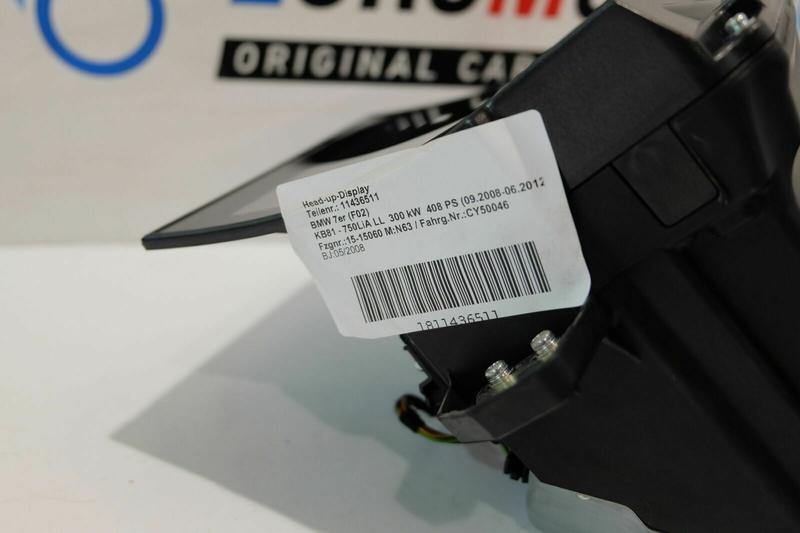 ORIGINAL CAR
Head-up-Display
Teilenr.: 11436511
BMW 7er (F02)
KB81 - 750LiA LL 300 kW 408 PS (09.2008-06.2012
Fzgnr.:15-15060 M:N63 / Fahrg.Nr.:CY50046
BJ:05/2008
1811436511